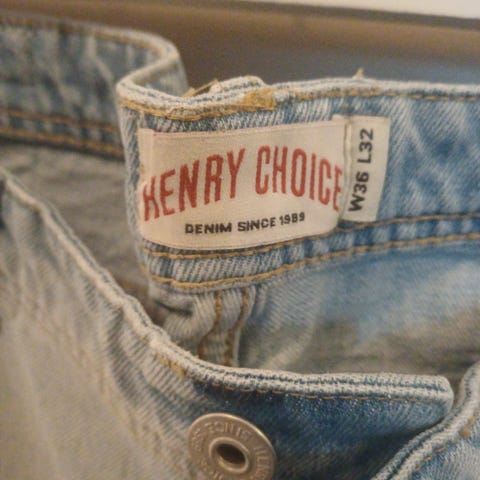 HENRY CHOICE
DENIM SINCE 1989
W36 L32